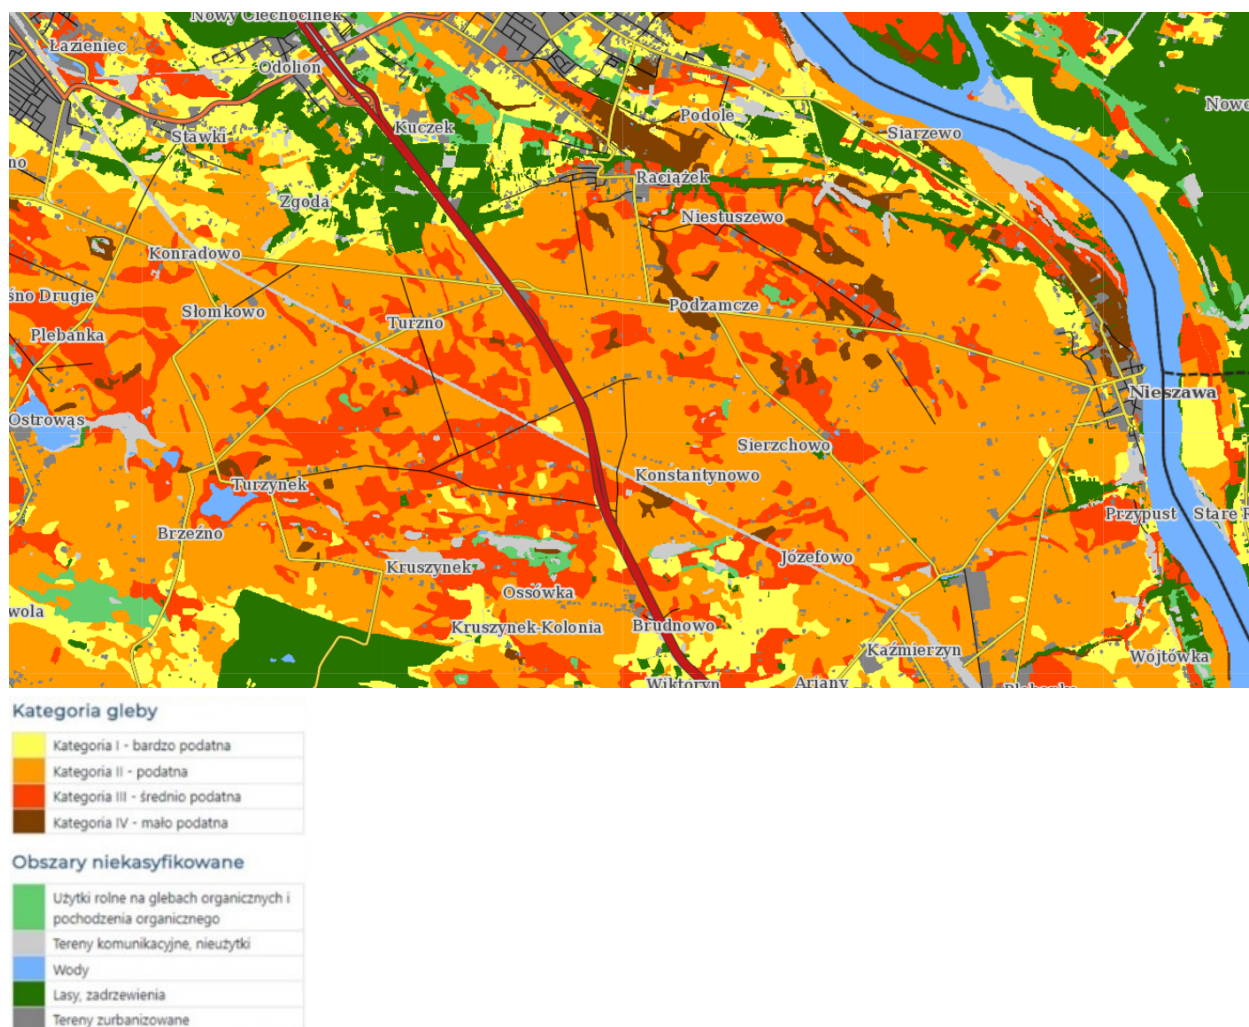 Nowy Ciechocinek
Łazieniec
Odolion
Nowo
Podole
Kuczek
Siarzewo
Stawki
no
Raciążek
Zgoda
Niestuszewo
Konradowo
śno Drugie
Podzamcze
Słomkowo
Turzno
Plebanka
Nieszawa
Ostrowąs
Sierzchowo
Konstantynowo
Turzynek
Przypust
Stare R
Brzeźno
Józefowo
Kruszynek
Ossówka
wola
Kruszynek-Kolonia
Brudnowo
Kaźmierzyn
Wójtówka
Wiktoryn
Ariany
Kategoria gleby
Kategoria I - bardzo podatna
Kategoria II - podatna
Kategoria III - średnio podatna
Kategoria IV - mało podatna
Obszary niekasyfikowane
Użytki rolne na glebach organicznych i
pochodzenia organicznego
Tereny komunikacyjne, nieużytki
Wody
Lasy, zadrzewienia
Tereny zurbanizowane